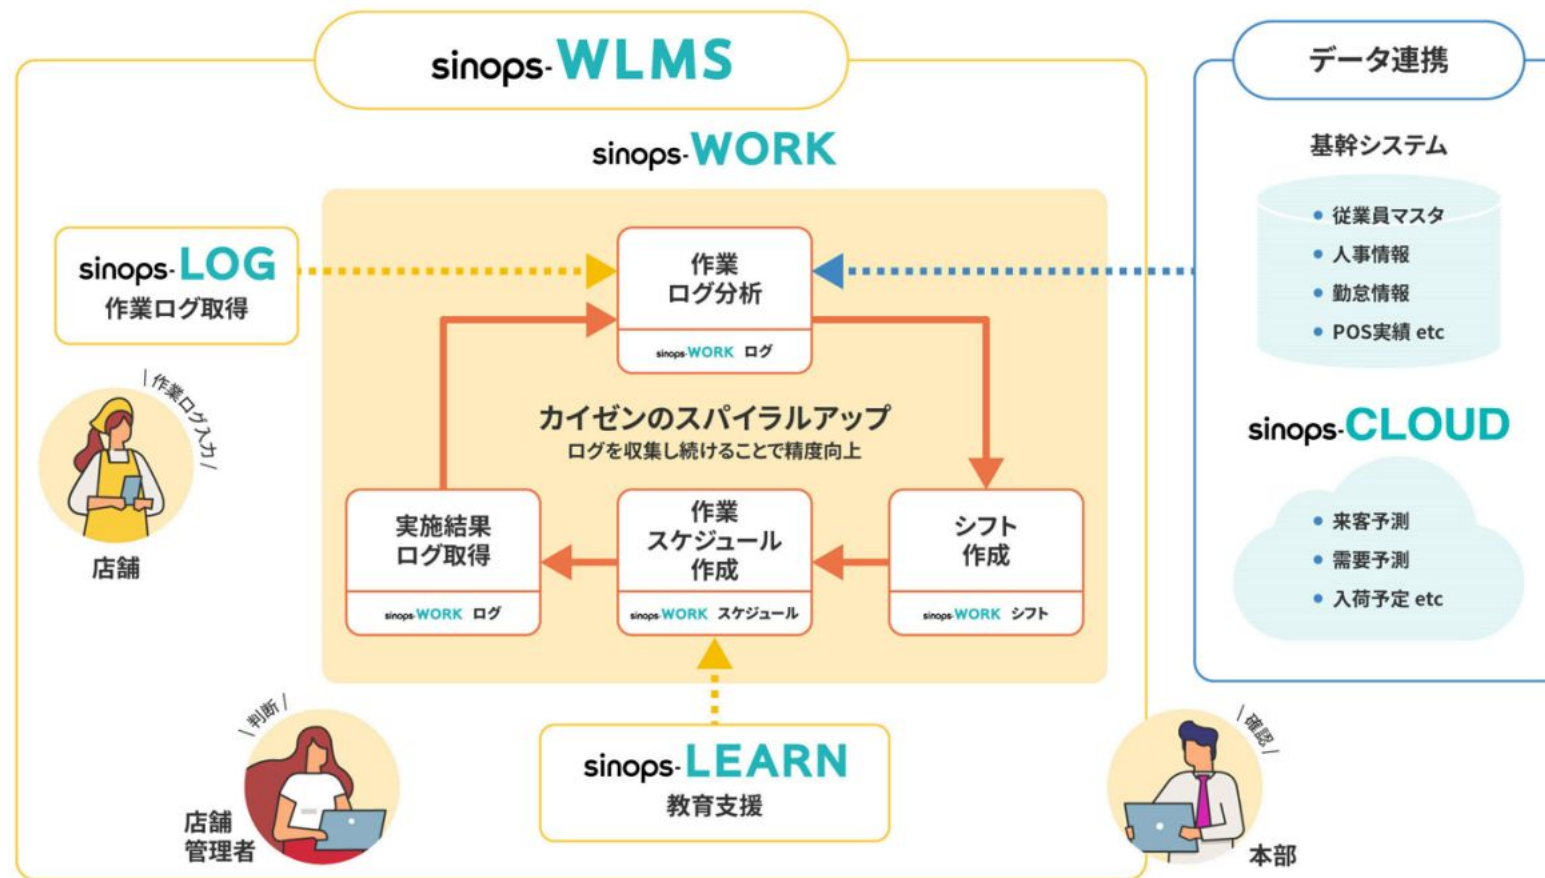 sinops-WLMS
sinops-WORK
sinops-LOG
作業ログ取得
作業
ログ分析
sinops-WORK ログ
カイゼンのスパイラルアップ
ログを収集し続けることで精度向上
実施結果
ログ取得
sinops-WORK ログ
作業
スケジュール
作成
sinops-WORK スケジュール
シフト
作成
sinops-WORK シフト
\作業ログ入力/
店舗
\判断/
店舗
管理者
sinops-LEARN
教育支援
\確認/
本部
データ連携
基幹システム
• 従業員マスタ
• 人事情報
• 勤怠情報
• POS実績 etc
sinops-CLOUD
• 来客予測
• 需要予測
• 入荷予定 etc